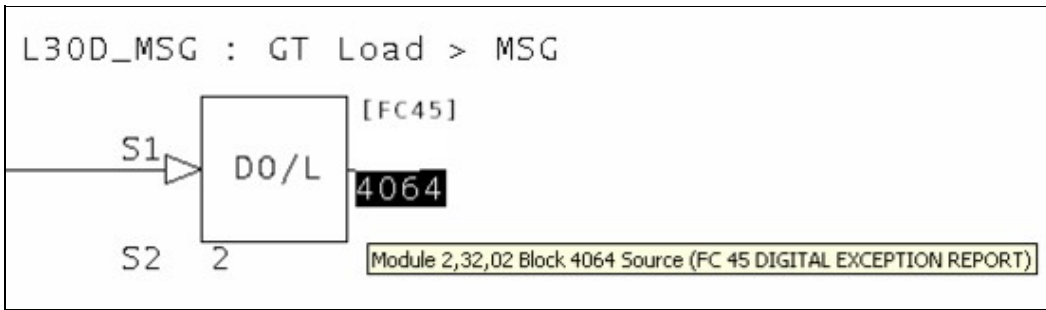 L30D_MSG : GT Load > MSG
[FC45]
S1
DO/L
4064
S2 2
Module 2,32,02 Block 4064 Source (FC 45 DIGITAL EXCEPTION REPORT)